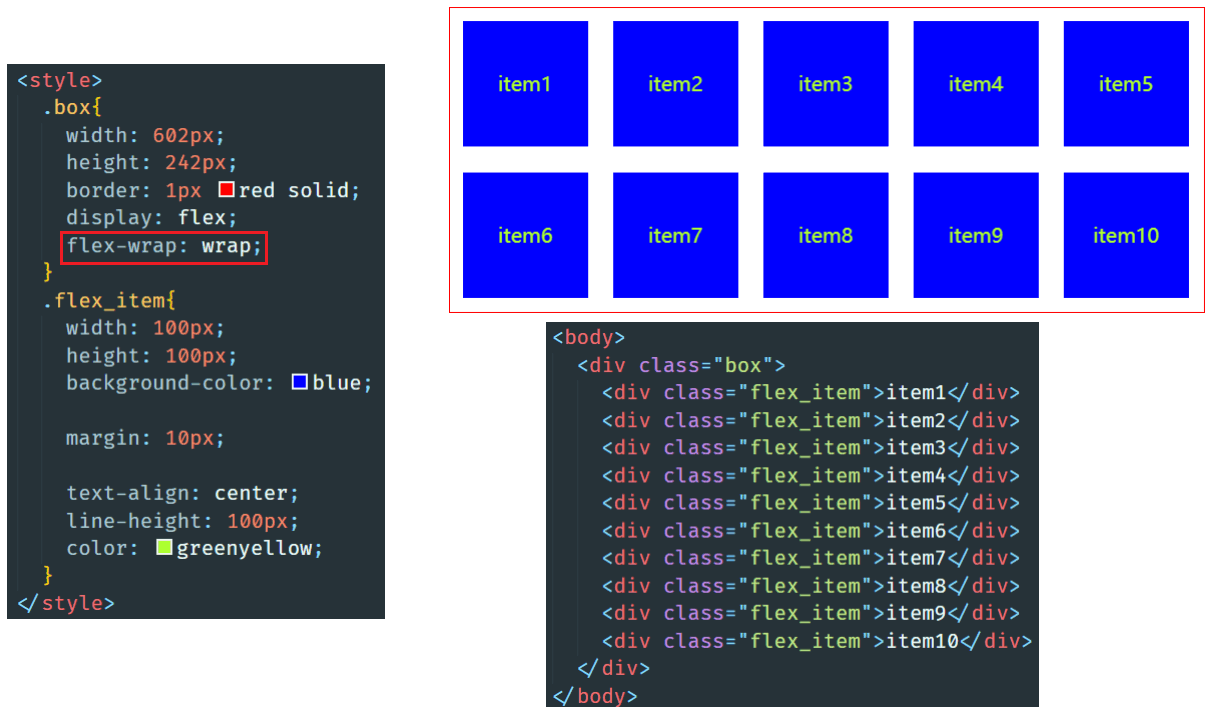 <style>
.box{
width: 602px;
height: 242px;
border: 1px red solid;
display: flex;
flex-wrap: wrap;
}
.flex_item{
width: 100px;
height: 100px;
background-color: blue;
margin: 10px;
text-align: center;
line-height: 100px;
color: greenyellow;
}
</style>
item1 item2 item3 item4 item5
item6 item7 item8 item9 item10
<body>
<div class="box">
<div class="flex_item">item1</div>
<div class="flex_item">item2</div>
<div class="flex_item">item3</div>
<div class="flex_item">item4</div>
<div class="flex_item">item5</div>
<div class="flex_item">item6</div>
<div class="flex_item">item7</div>
<div class="flex_item">item8</div>
<div class="flex_item">item9</div>
<div class="flex_item">item10</div>
</div>
</body>